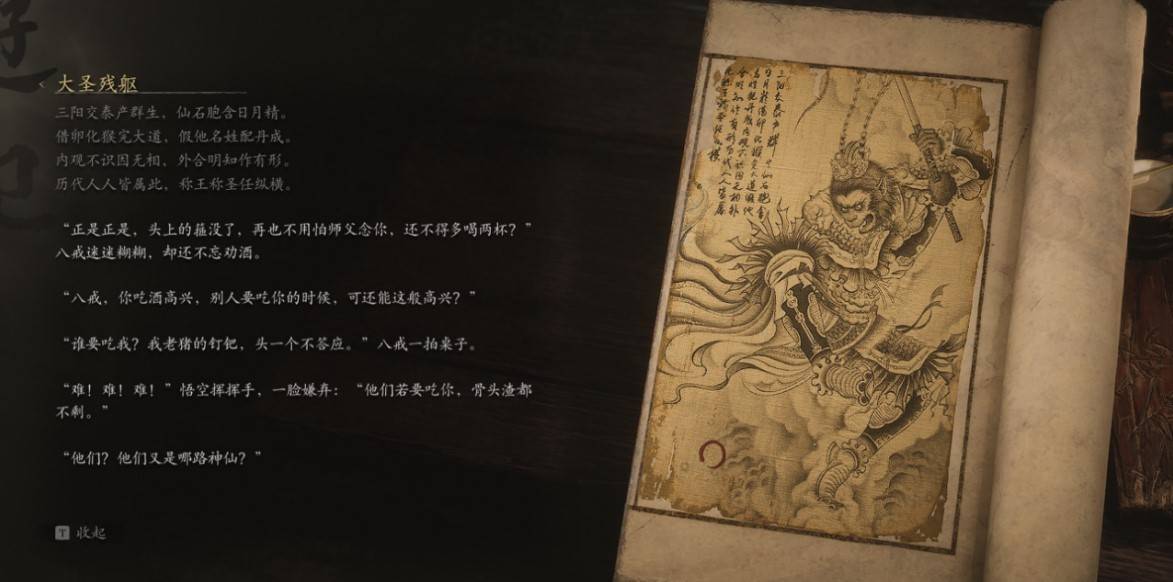 大圣残躯
三阳交泰产群生，仙石胞含日月精。
借卵化猴完大道，假他名姓配丹成。
内观不识因无相，外合明知作有形。
历代人人皆属此，称王称圣任纵横。
“正是正是，头上的箍没了，再也不用怕师父念你，还不得多喝两杯？”
八戒迷迷糊糊，却还不忘劝酒。
“八戒，你吃酒高兴，别人要吃你的时候，可还能这般高兴？”
“谁要吃我？我老猪的钉钯，头一个不答应。”八戒一拍桌子。
“难！难！难！”悟空挥挥手，一脸嫌弃：“他们若要吃你，骨头渣都
不剩。”
“他们？他们又是哪路神仙？”
T 收起